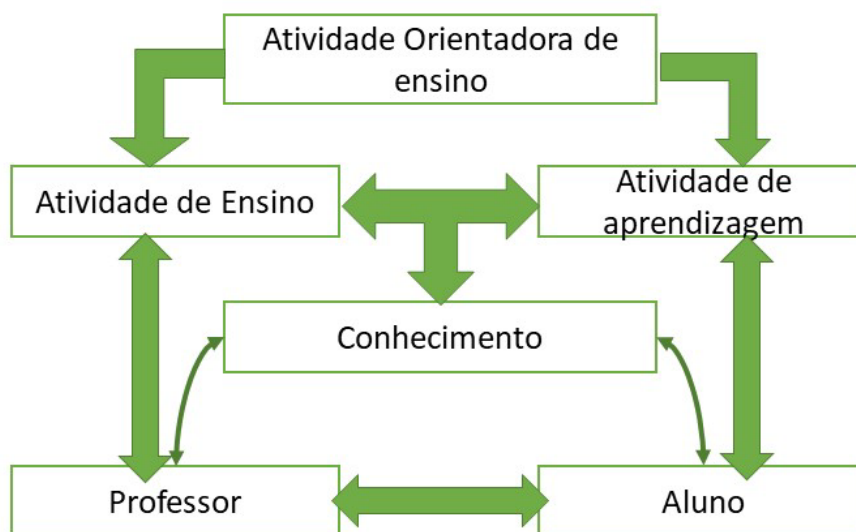 Atividade Orientadora de
ensino
Atividade de Ensino
Atividade de
aprendizagem
Conhecimento
Professor
Aluno